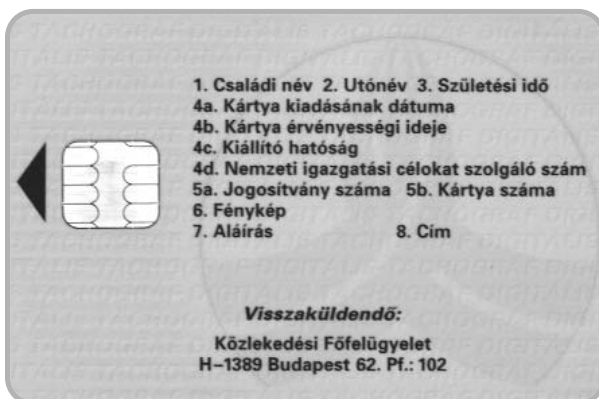 1. Családi név 2. Utónév 3. Születési idő
4a. Kártya kiadásának dátuma
4b. Kártya érvényességi ideje
4c. Kiállító hatóság
4d. Nemzeti igazgatási célokat szolgáló szám
5a. Jogosítvány száma 5b. Kártya száma
6. Fénykép
7. Aláírás 8. Cím
Visszaküldendő:
Közlekedési Főfelügyelet
H–1389 Budapest 62. Pf.: 102